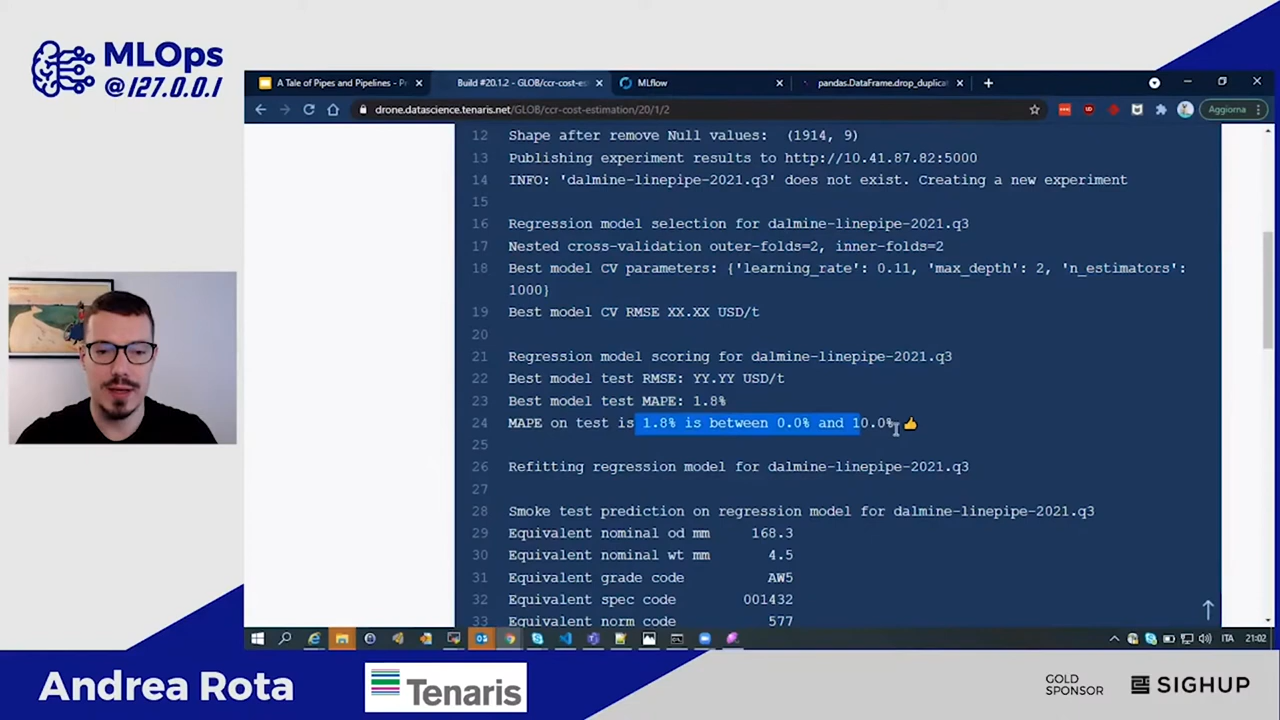 MLOps
@127.0.0.1
A Tale of Pipes and Pipelines - Pr
Build #20.1.2 - GLOB/ccr-cost-es
MLflow
pandas.DataFrame.drop_duplicat
drone.datascience.tenaris.net/GLOB/ccr-cost-estimation/20/1/2
Aggiorna
12 Shape after remove Null values: (1914, 9)
13 Publishing experiment results to http://10.41.87.82:5000
14 INFO: 'dalmine-linepipe-2021.q3' does not exist. Creating a new experiment
15
16 Regression model selection for dalmine-linepipe-2021.q3
17 Nested cross-validation outer-folds=2, inner-folds=2
18 Best model CV parameters: {'learning_rate': 0.11, 'max_depth': 2, 'n_estimators':
1000}
19 Best model CV RMSE XX.XX USD/t
20
21 Regression model scoring for dalmine-linepipe-2021.q3
22 Best model test RMSE: YY.YY USD/t
23 Best model test MAPE: 1.8%
24 MAPE on test is 1.8% is between 0.0% and 10.0% 👍
25
26 Refitting regression model for dalmine-linepipe-2021.q3
27
28 Smoke test prediction on regression model for dalmine-linepipe-2021.q3
29 Equivalent nominal od mm 168.3
30 Equivalent nominal wt mm 4.5
31 Equivalent grade code AW5
32 Equivalent spec code 001432
33 Equivalent norm code 577
ITA 21:02
Andrea Rota
Tenaris
GOLD
SPONSOR
SIGHUP